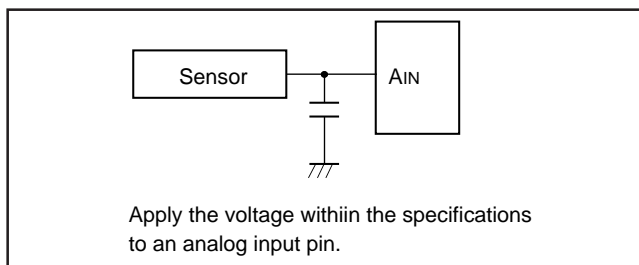 Sensor
AIN
Apply the voltage withiin the specifications
to an analog input pin.